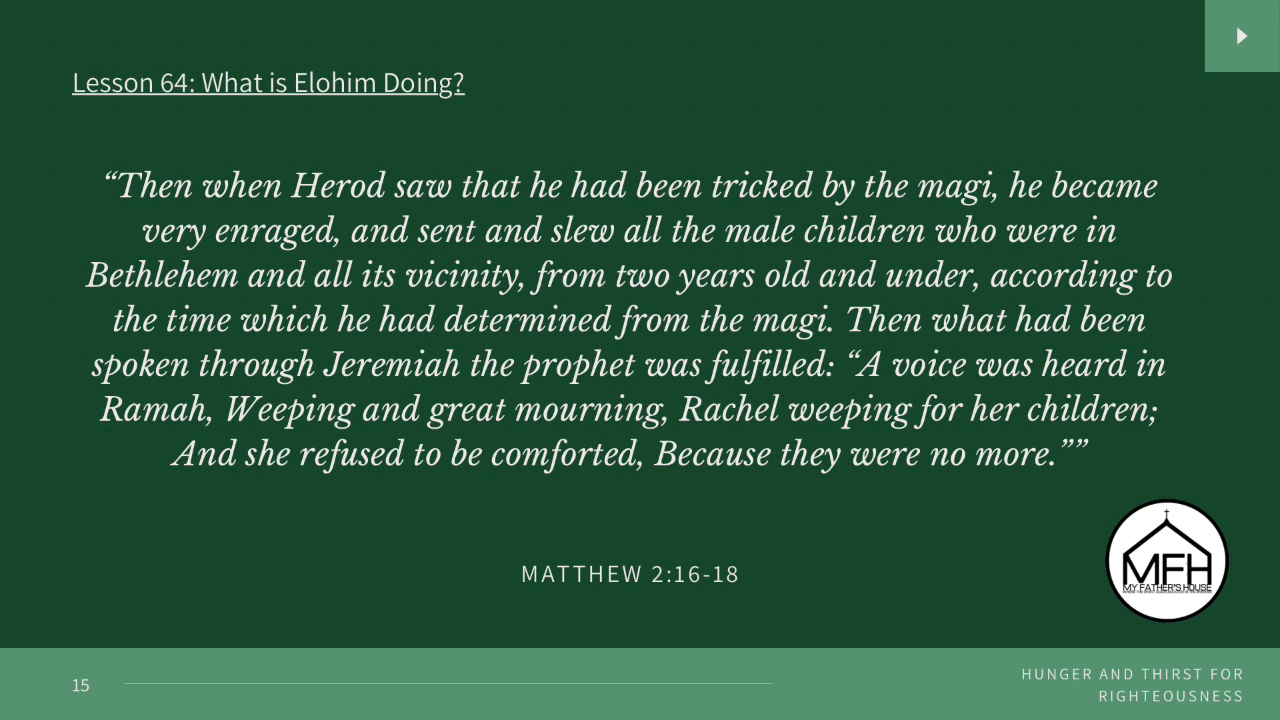 Lesson 64: What is Elohim Doing?
“Then when Herod saw that he had been tricked by the magi, he became
very enraged, and sent and slew all the male children who were in
Bethlehem and all its vicinity, from two years old and under, according to
the time which he had determined from the magi. Then what had been
spoken through Jeremiah the prophet was fulfilled: “A voice was heard in
Ramah, Weeping and great mourning, Rachel weeping for her children;
And she refused to be comforted, Because they were no more.””
MATTHEW 2:16-18
MFH
MY FATHER'S HOUSE
15
HUNGER AND THIRST FOR
RIGHTEOUSNESS